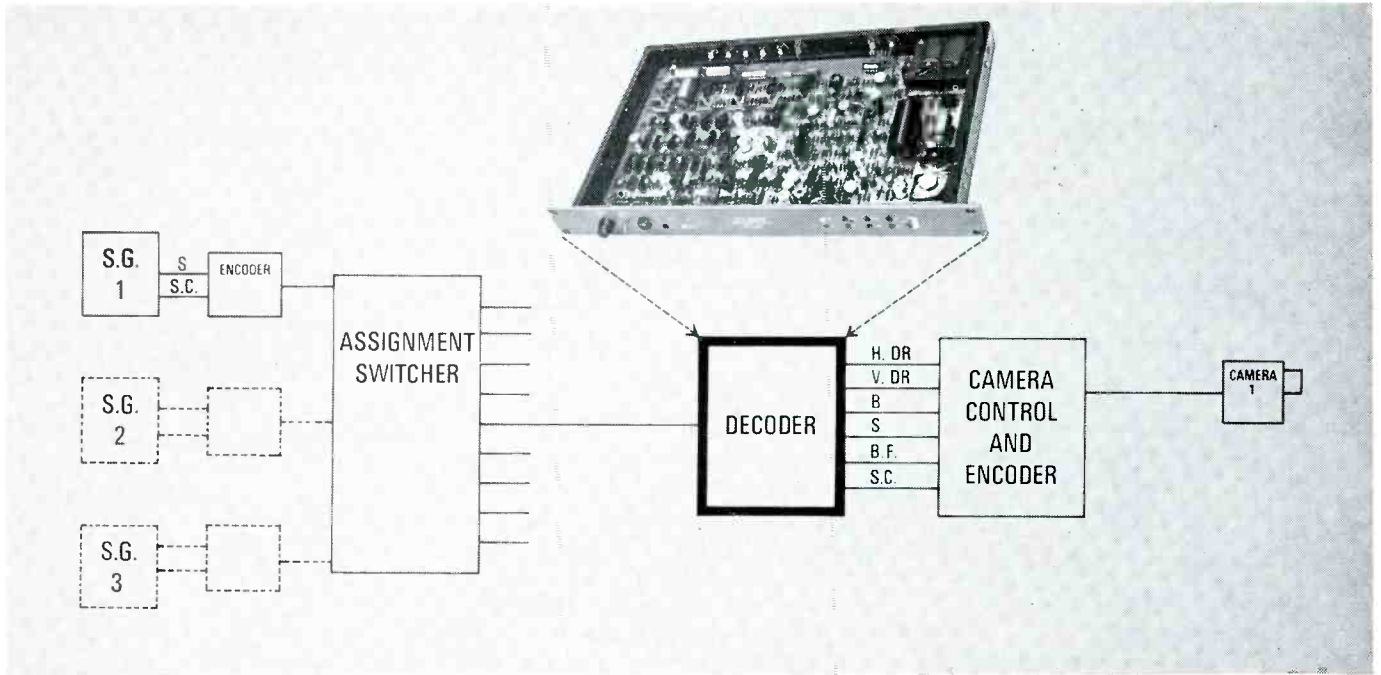 S.G.
1
S
S.C.
ENCODER
S.G.
2
S.G.
3
ASSIGNMENT
SWITCHER
DECODER
H. DR
V. DR
B
S
B.F.
S.C.
CAMERA
CONTROL
AND
ENCODER
CAMERA
1